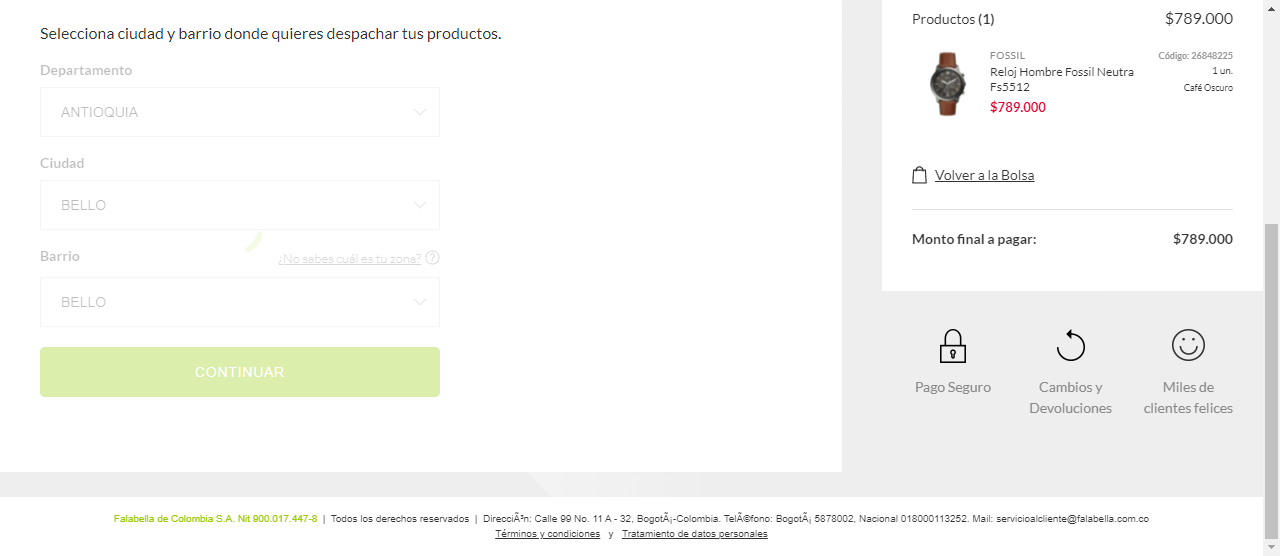 Selecciona ciudad y barrio donde quieres despachar tus productos.
Departamento
ANTIOQUIA
Ciudad
BELLO
Barrio
¿No sabes cuál es tu zona? ?
BELLO
CONTINUAR
Productos (1) $789.000
FOSSIL
Reloj Hombre Fossil Neutra
Fs5512
$789.000
Código: 26848225
1 un.
Café Oscuro
Volver a la Bolsa
Monto final a pagar: $789.000
Pago Seguro
Cambios y
Devoluciones
Miles de
clientes felices
Falabella de Colombia S.A. Nit 900.017.447-8 | Todos los derechos reservados | DirecciÃ³n: Calle 99 No. 11 A - 32, BogotÃ¡-Colombia. TelÃ©fono: BogotÃ¡ 5878002, Nacional 018000113252. Mail: servicioalcliente@falabella.com.co
Términos y condiciones y Tratamiento de datos personales